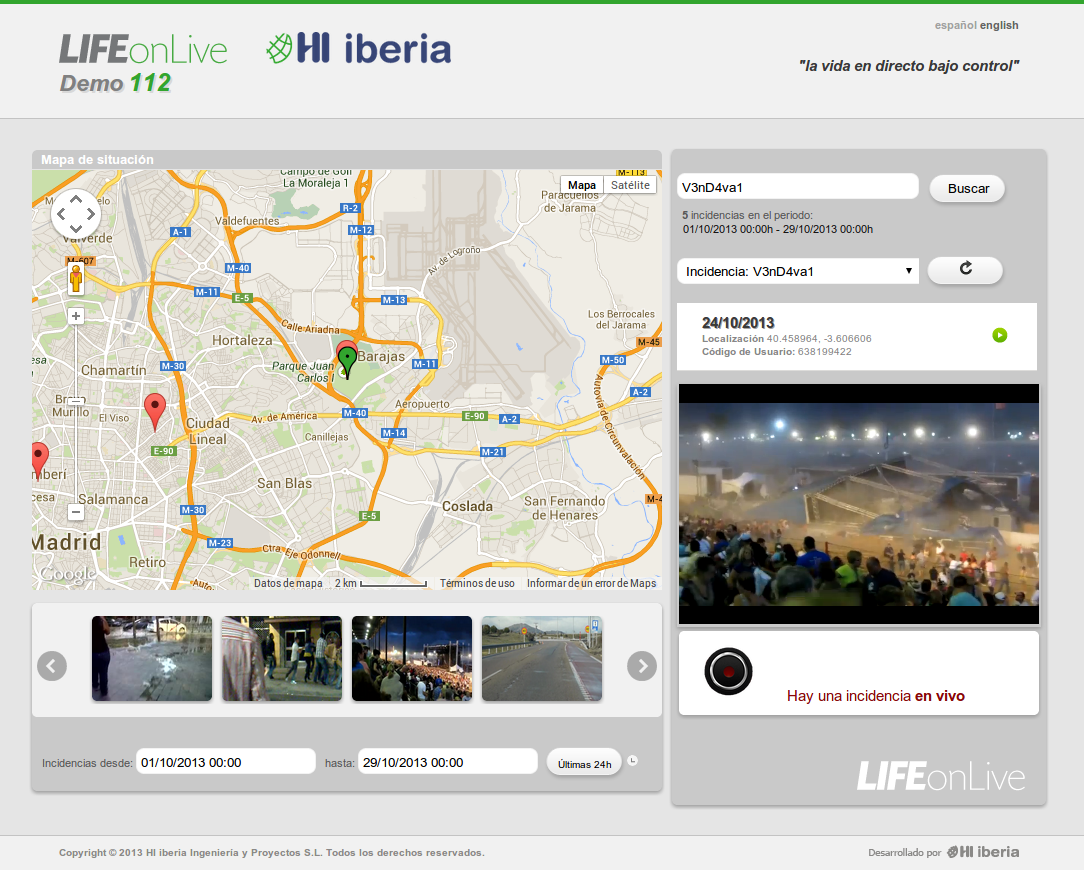 español english
LIFEonLive HI iberia
"la vida en directo bajo control"
Demo 112
Mapa de situación
Campo de Golf
La Moraleja 1
M-113
Mapa Satélite
Paracuellos
de Jarama
R-2
Valdefuentes
A-1
M-12
Valverde
Av. de Logroño
M-607
M-40
M-11
E-5
M-13
Los Berrocales
del Jarama
Calle Ariadna
Hortaleza
M-45
Barajas
Parque Juan
Carlos I
M-11
M-50
Chamartín
M-30
A-2
Murillo
El Viso
Aeropuerto
Autovía de Circunvalación
Ciudad
Lineal
Av. de América
M-40
E-90
A-2
M-14
Canillejas
E-90
M-21
San Blas
Salamanca
M-30
Coslada
San Fernando
de Henares
E-5
Madrid
M-23
Ctra. Eje Odonnell
Retiro
Google
Datos de mapa 2 km Términos de uso Informar de un error de Maps
Incidencias desde: 01/10/2013 00:00 hasta: 29/10/2013 00:00 Últimas 24h
V3nD4va1 Buscar
5 incidencias en el periodo:
01/10/2013 00:00h - 29/10/2013 00:00h
Incidencia: V3nD4va1
24/10/2013
Localización 40.458964, -3.606606
Código de Usuario: 638199422
Hay una incidencia en vivo
LIFEonLive
Copyright © 2013 HI iberia Ingeniería y Proyectos S.L. Todos los derechos reservados.
Desarrollado por HI iberia